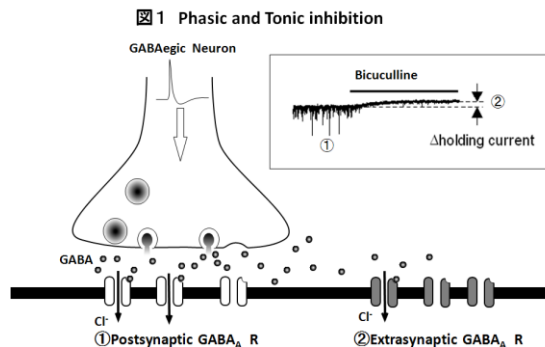 図1 Phasic and Tonic inhibition
GABAegic Neuron
Bicuculline
①
②
Δholding current
GABA
Cl-
Cl-
①Postsynaptic GABAA R
②Extrasynaptic GABAA R